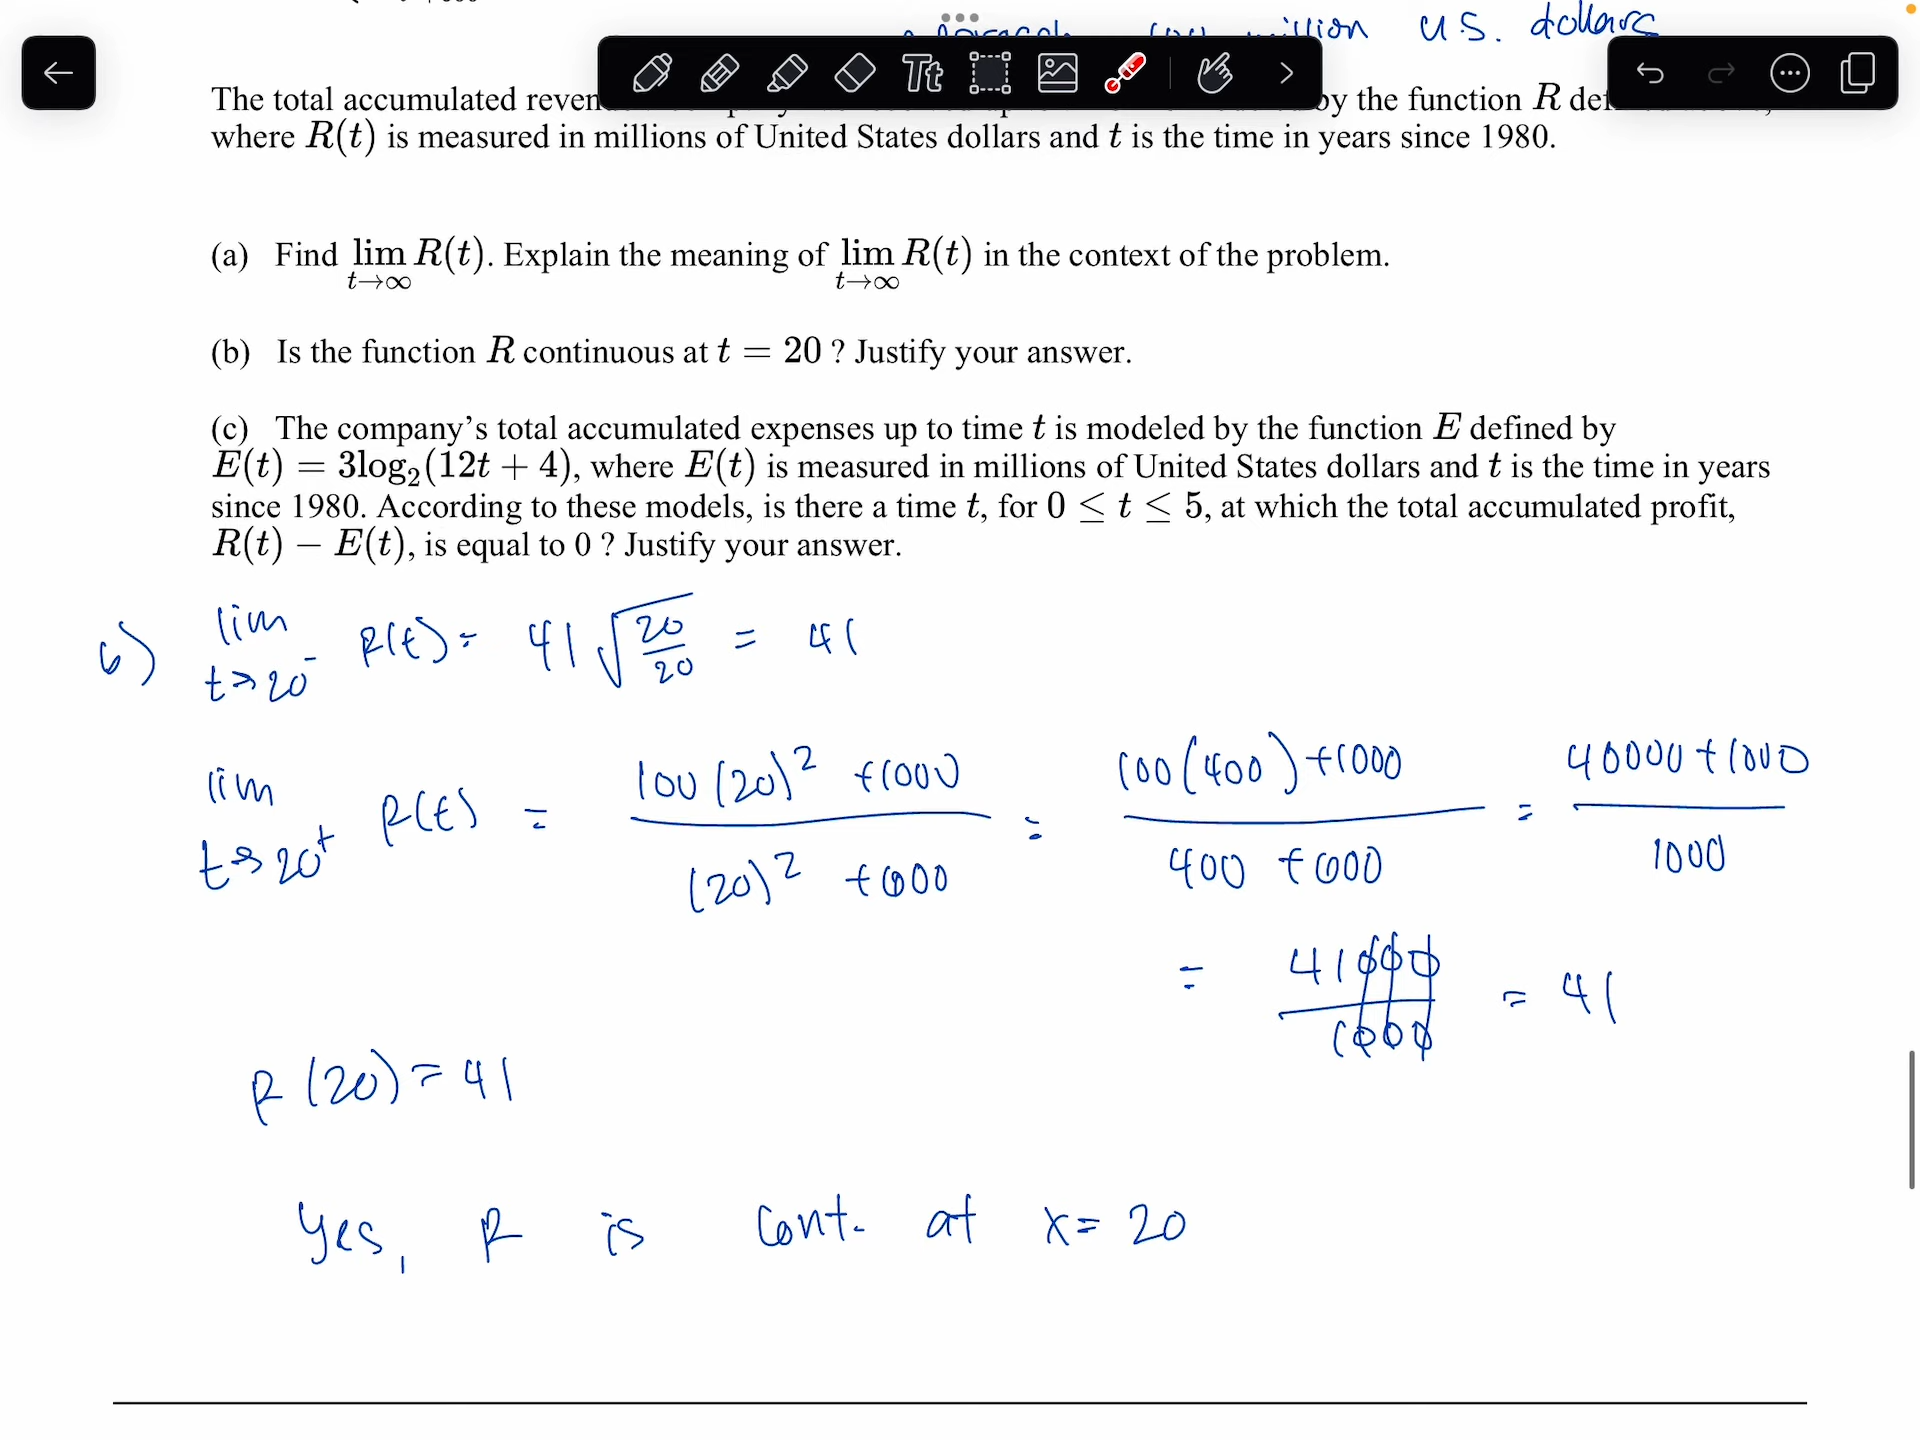 million U.S. dollars
Tt
The total accumulated by the function R
where R(t) is measured in millions of United States dollars and t is the time in years since 1980.
(a) Find lim R(t). Explain the meaning of lim R(t) in the context of the problem.
t→∞ t→∞
(b) Is the function R continuous at t = 20 ? Justify your answer.
(c) The company's total accumulated expenses up to time t is modeled by the function E defined by
E(t) = 3log₂(12t + 4), where E(t) is measured in millions of United States dollars and t is the time in years
since 1980. According to these models, is there a time t, for 0 ≤ t ≤ 5, at which the total accumulated profit,
R(t) − E(t), is equal to 0 ? Justify your answer.
b) lim t→20⁻ R(t) = 41 √(20/20) = 41
lim t→20⁺ R(t) = (100(20)² + 1000)/((20)² + 600) = (100(400) + 1000)/(400 + 600) = (40000 + 1000)/1000
= 41000/1000 = 41
R(20) = 41
Yes, R is cont. at x = 20